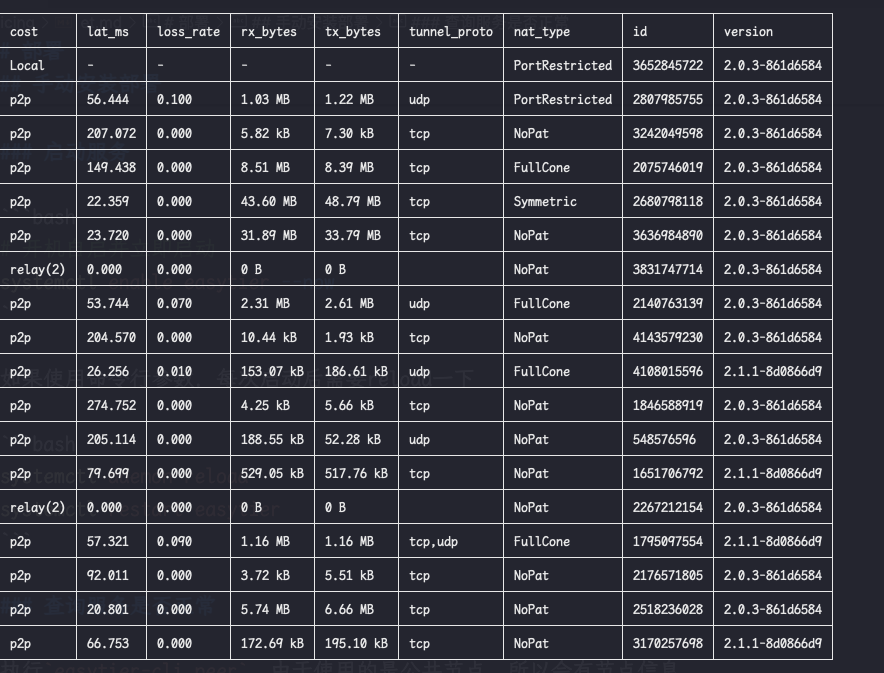 cost lat_ms loss_rate rx_bytes tx_bytes tunnel_proto nat_type id version
Local - - - - - PortRestricted 3652845722 2.0.3-861d6584
p2p 56.444 0.100 1.03 MB 1.22 MB udp PortRestricted 2807985755 2.0.3-861d6584
p2p 207.072 0.000 5.82 kB 7.30 kB tcp NoPat 3242049598 2.0.3-861d6584
p2p 149.438 0.000 8.51 MB 8.39 MB tcp FullCone 2075746019 2.0.3-861d6584
p2p 22.359 0.000 43.60 MB 48.79 MB tcp Symmetric 2680798118 2.0.3-861d6584
p2p 23.720 0.000 31.89 MB 33.79 MB tcp NoPat 3636984890 2.0.3-861d6584
relay(2) 0.000 0.000 0 B 0 B NoPat 3831747714 2.0.3-861d6584
p2p 53.744 0.070 2.31 MB 2.61 MB udp FullCone 2140763139 2.0.3-861d6584
p2p 204.570 0.000 10.44 kB 1.93 kB tcp NoPat 4143579230 2.0.3-861d6584
p2p 26.256 0.010 153.07 kB 186.61 kB udp FullCone 4108015596 2.1.1-8d0866d9
p2p 274.752 0.000 4.25 kB 5.66 kB tcp NoPat 1846588919 2.0.3-861d6584
p2p 205.114 0.000 188.55 kB 52.28 kB udp NoPat 548576596 2.0.3-861d6584
p2p 79.699 0.000 529.05 kB 517.76 kB tcp NoPat 1651706792 2.1.1-8d0866d9
relay(2) 0.000 0.000 0 B 0 B NoPat 2267212154 2.0.3-861d6584
p2p 57.321 0.090 1.16 MB 1.16 MB tcp,udp FullCone 1795097554 2.1.1-8d0866d9
p2p 92.011 0.000 3.72 kB 5.51 kB tcp NoPat 2176571805 2.0.3-861d6584
p2p 20.801 0.000 5.74 MB 6.66 MB tcp NoPat 2518236028 2.0.3-861d6584
p2p 66.753 0.000 172.69 kB 195.10 kB tcp NoPat 3170257698 2.1.1-8d0866d9